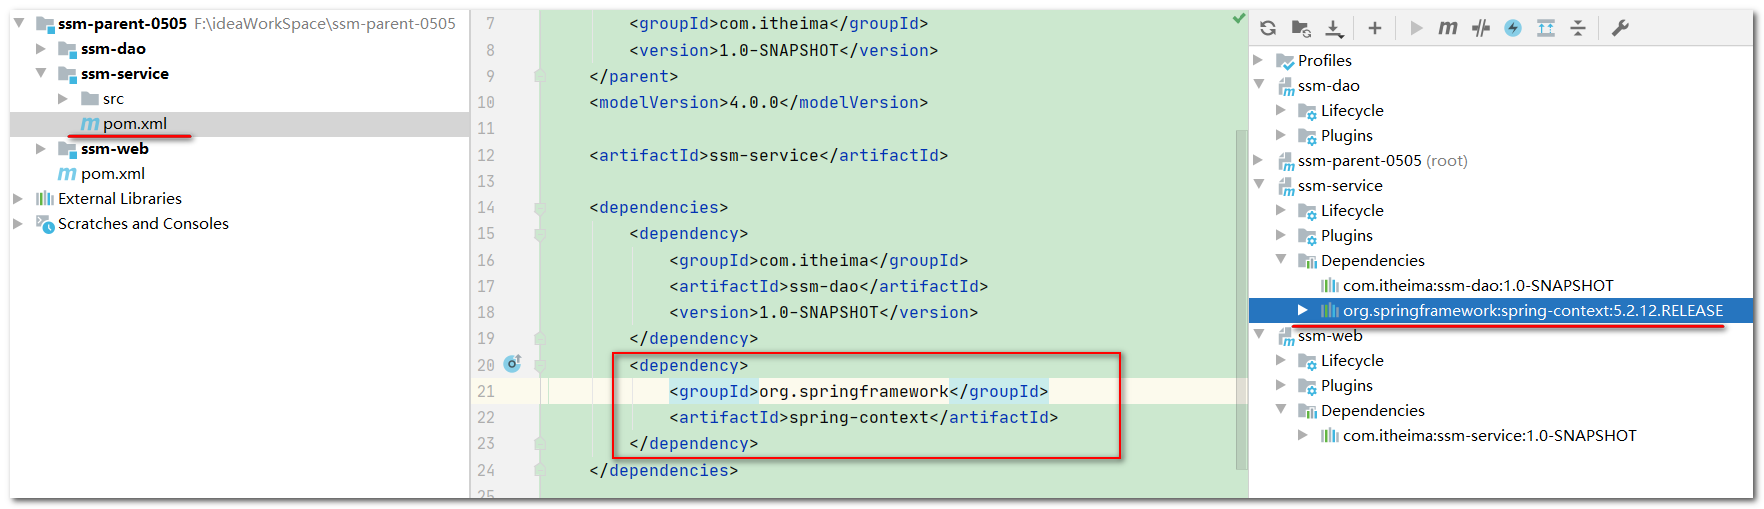 ssm-parent-0505 F:\ideaWorkSpace\ssm-parent-0505
ssm-dao
ssm-service
src
pom.xml
ssm-web
pom.xml
External Libraries
Scratches and Consoles
7 <groupId>com.itheima</groupId>
8 <version>1.0-SNAPSHOT</version>
9 </parent>
10 <modelVersion>4.0.0</modelVersion>
11
12 <artifactId>ssm-service</artifactId>
13
14 <dependencies>
15 <dependency>
16 <groupId>com.itheima</groupId>
17 <artifactId>ssm-dao</artifactId>
18 <version>1.0-SNAPSHOT</version>
19 </dependency>
20 <dependency>
21 <groupId>org.springframework</groupId>
22 <artifactId>spring-context</artifactId>
23 </dependency>
24 </dependencies>
25
Profiles
ssm-dao
Lifecycle
Plugins
ssm-parent-0505 (root)
ssm-service
Lifecycle
Plugins
Dependencies
com.itheima:ssm-dao:1.0-SNAPSHOT
org.springframework:spring-context:5.2.12.RELEASE
ssm-web
Lifecycle
Plugins
Dependencies
com.itheima:ssm-service:1.0-SNAPSHOT